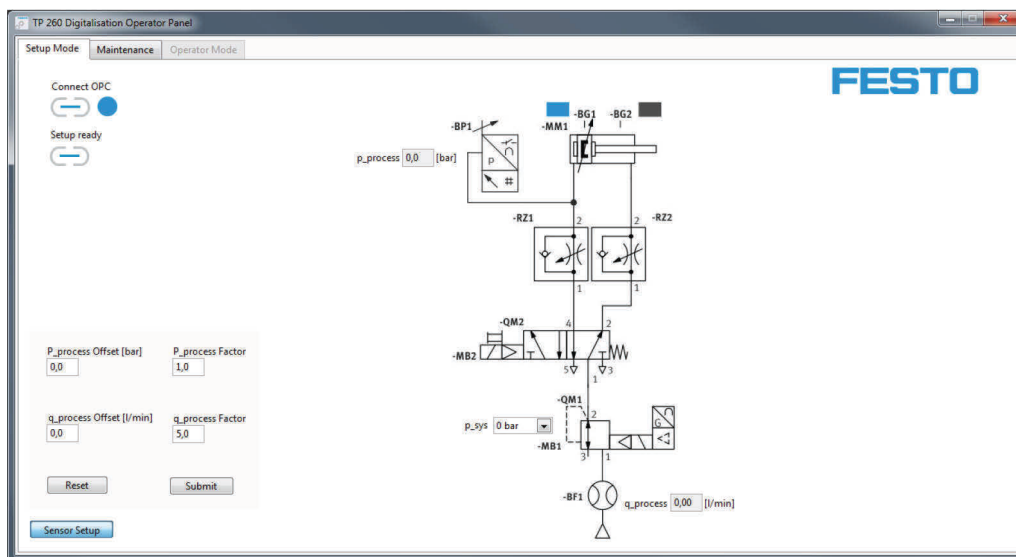 TP 260 Digitalisation Operator Panel
Setup Mode Maintenance Operator Mode
FESTO
Connect OPC
Setup ready
-BG1 -BG2
-MM1
-BP1
p_process 0,0 [bar]
p
#
-RZ1 2 2 -RZ2
1 1
-QM2 4 2
-MB2
5 3
1
P_process Offset [bar] P_process Factor
0,0 1,0
q_process Offset [l/min] q_process Factor
0,0 5,0
Reset Submit
Sensor Setup
-QM1 2
p_sys 0 bar
G
-MB1
3 1
-BF1
q_process 0,00 [l/min]